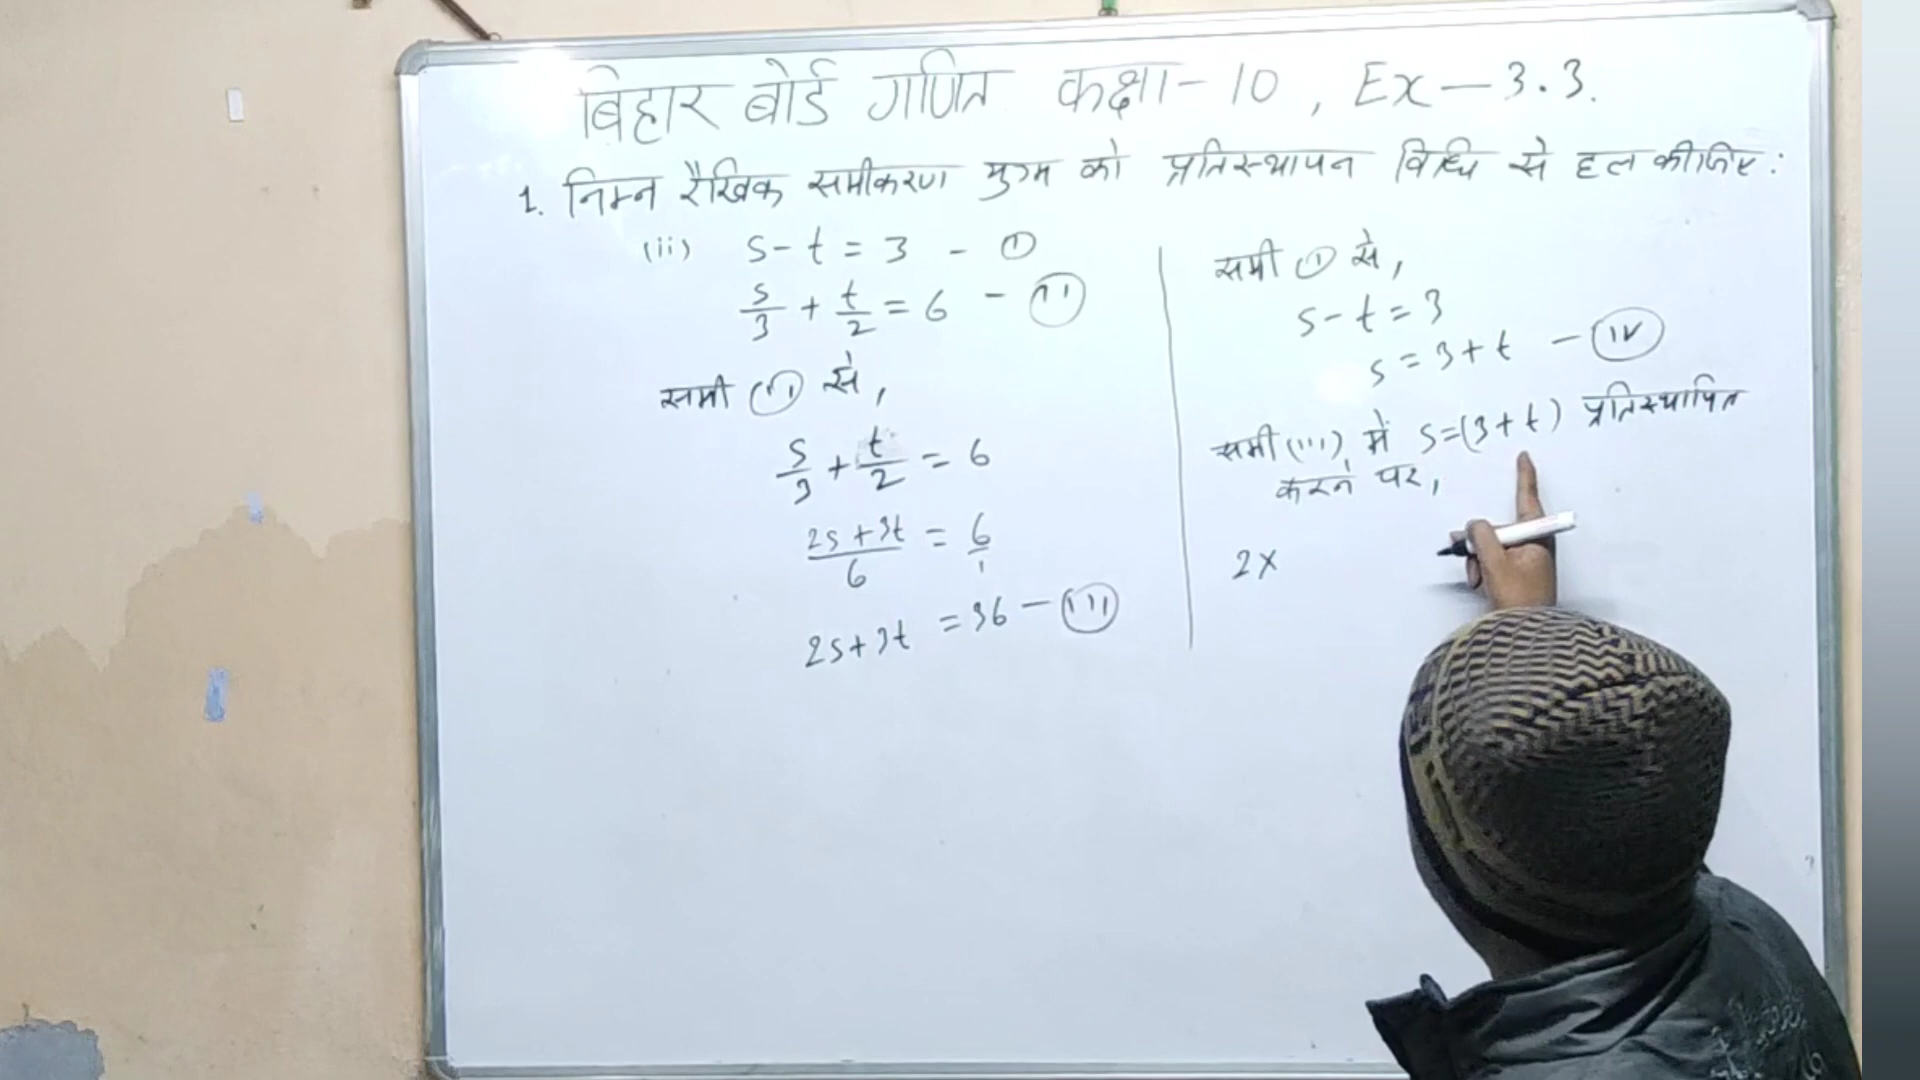 बिहार बोर्ड गणित कक्षा - 10 , Ex - 3.3.
1. निम्न रैखिक समीकरण युग्म को प्रतिस्थापन विधि से हल कीजिए :
(ii) s - t = 3 - (i)
s/3 + t/2 = 6 - (ii)
समी (ii) से,
s/3 + t/2 = 6
(2s + 3t)/6 = 6/1
2s + 3t = 36 - (iii)
समी (i) से,
s - t = 3
s = 3 + t - (iv)
समी (iii) में s = (3 + t) प्रतिस्थापित
करने पर,
2 x